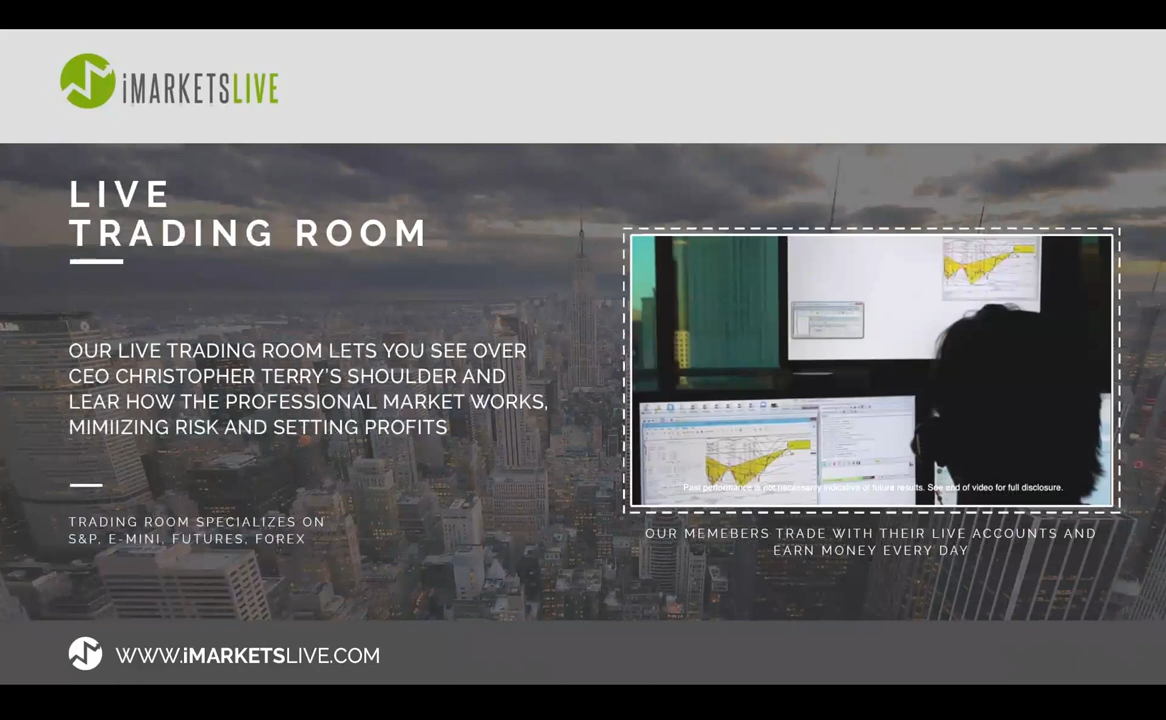 iMARKETSLIVE
LIVE
TRADING ROOM
OUR LIVE TRADING ROOM LETS YOU SEE OVER
CEO CHRISTOPHER TERRY'S SHOULDER AND
LEAR HOW THE PROFESSIONAL MARKET WORKS,
MIMIIZING RISK AND SETTING PROFITS
TRADING ROOM SPECIALIZES ON
S&P, E-MINI, FUTURES, FOREX
Past performance is not necessarily indicative of future results. See end of video for full disclosure.
OUR MEMEBERS TRADE WITH THEIR LIVE ACCOUNTS AND
EARN MONEY EVERY DAY
WWW.iMARKETSLIVE.COM